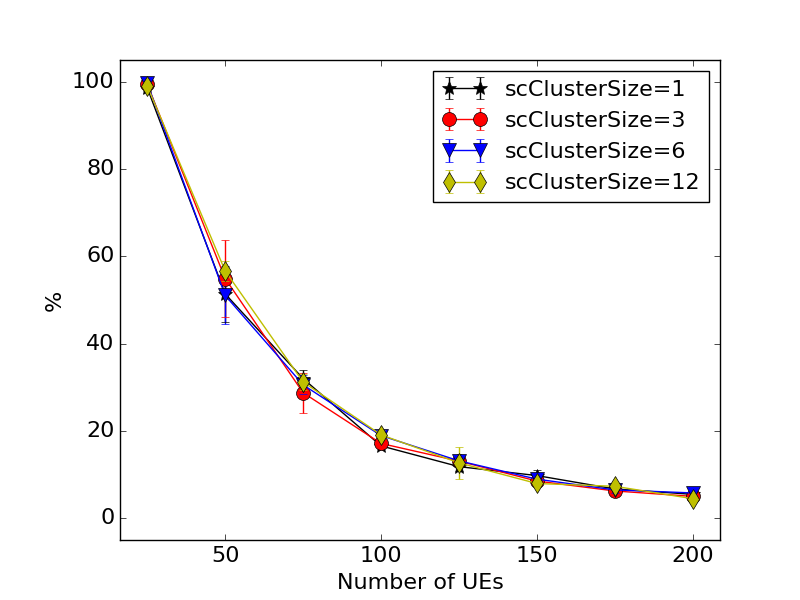 100
80
60
40
20
0
%
50
100
150
200
Number of UEs
scClusterSize=1
scClusterSize=3
scClusterSize=6
scClusterSize=12